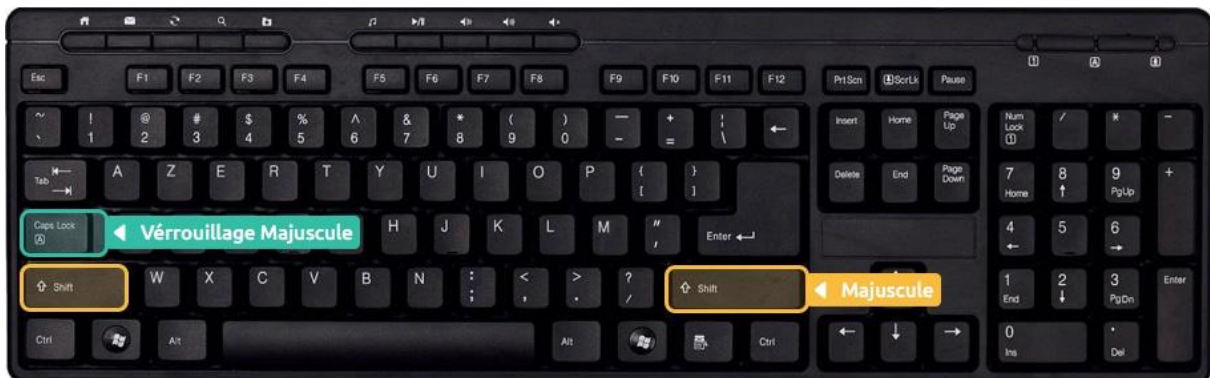 Esc F1 F2 F3 F4 F5 F6 F7 F8 F9 F10 F11 F12 PrtScn ScrLk Pause
~ ! @ # $ % ^ & * ( ) — + ¦
` 1 2 3 4 5 6 7 8 9 0 - = \ ← Insert Home Page Up Num Lock 1 / * -
Tab A Z E R T Y U I O P { [ } ] Delete End Page Down 7 Home 8 ↑ 9 PgUp +
Caps Lock A Vérrouillage Majuscule H J K L M " , Enter 4 ← 5 6 →
Shift W X C V B N : ; < , > . ? / Shift Majuscule 1 End 2 ↓ 3 PgDn Enter
Ctrl Alt Alt Ctrl ← ↓ → 0 Ins . Del